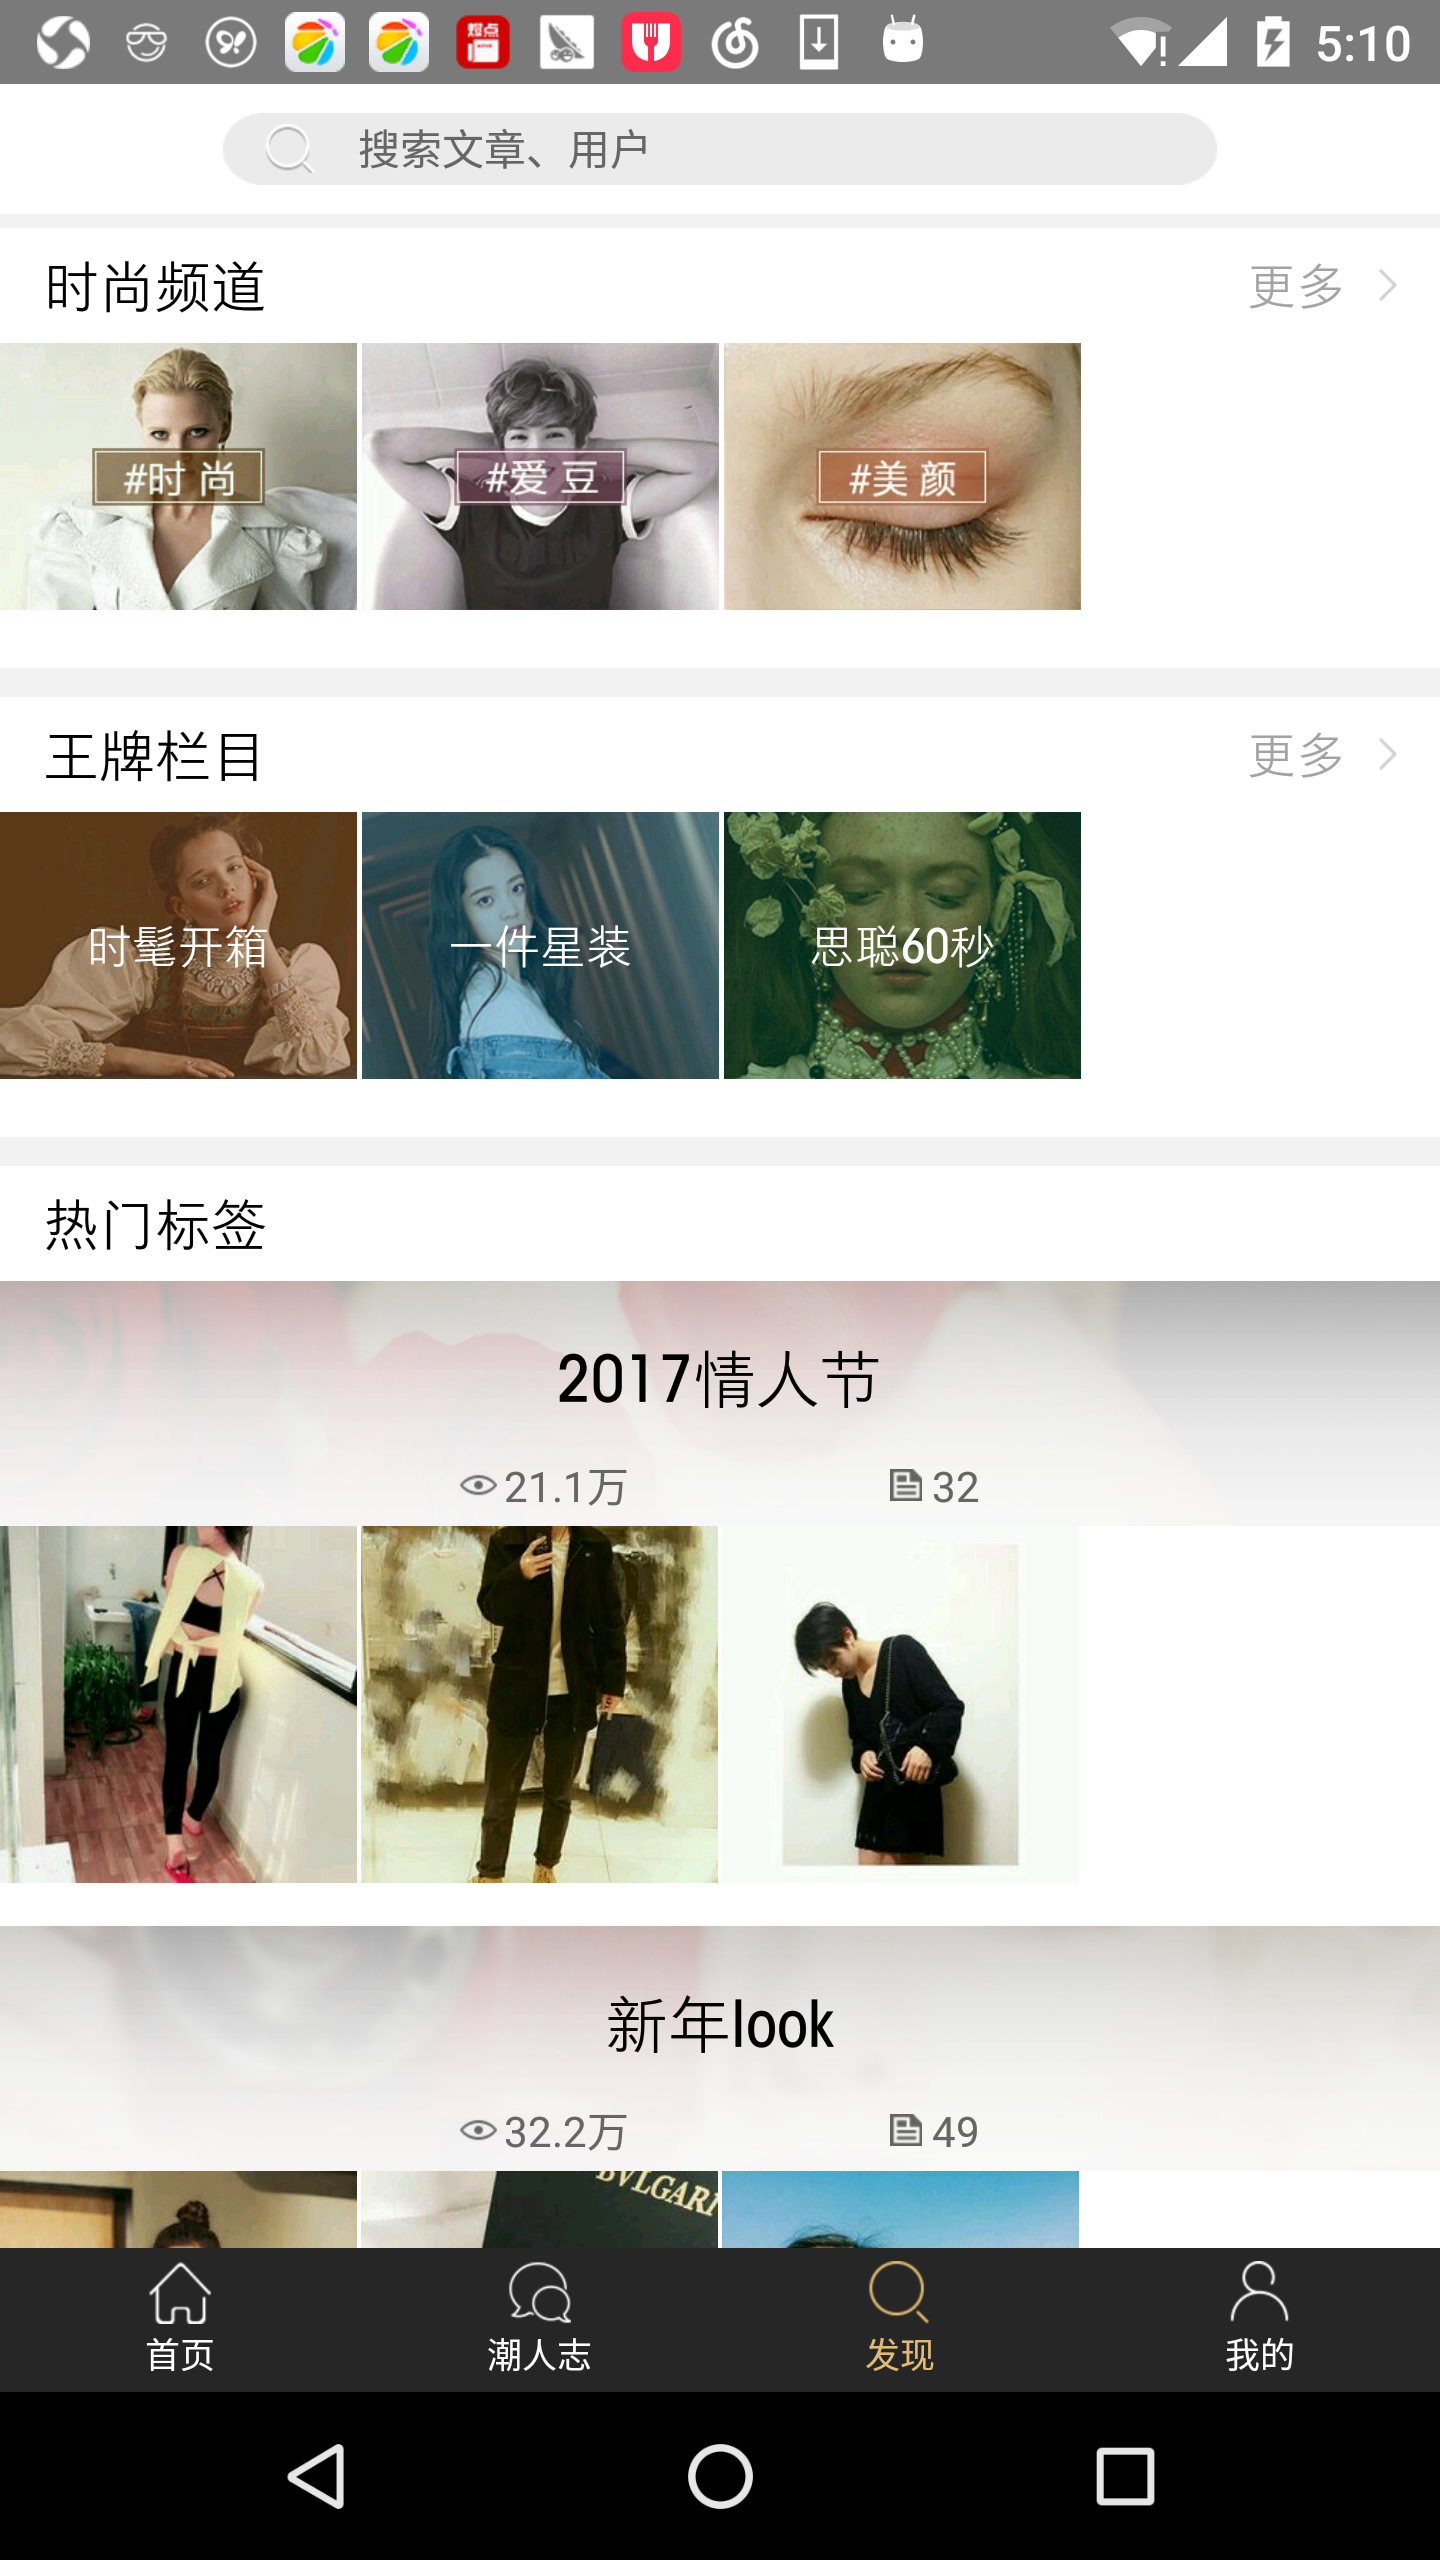 5:10
搜索文章、用户
时尚频道
更多
#时 尚
#爱 豆
#美 颜
王牌栏目
更多
时髦开箱
一件星装
思聪60秒
热门标签
2017情人节
21.1万
32
新年look
32.2万
49
BVLGARI
首页
潮人志
发现
我的